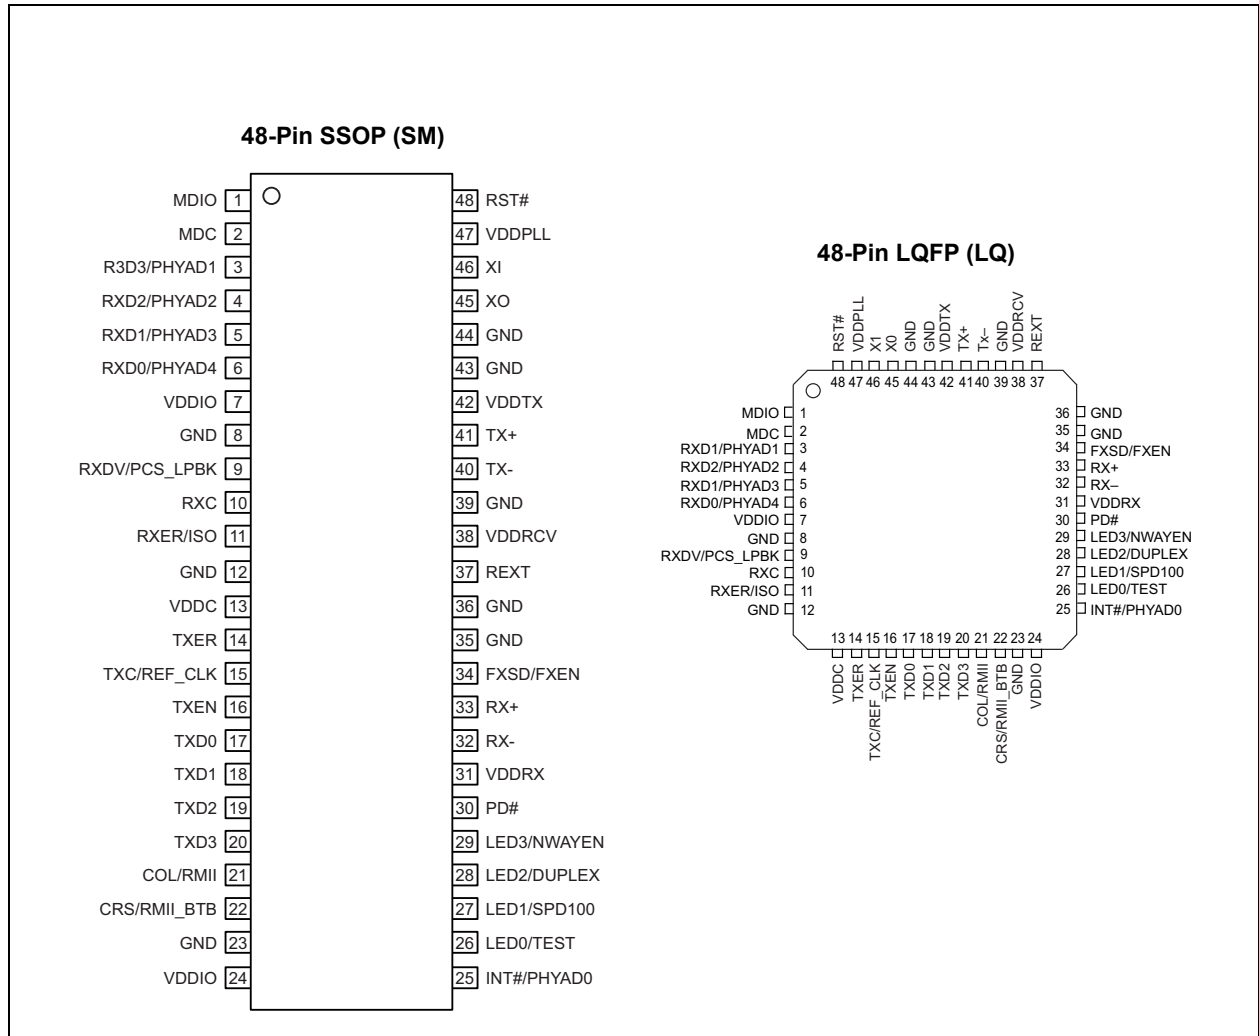 48-Pin SSOP (SM)
MDIO 1
MDC 2
R3D3/PHYAD1 3
RXD2/PHYAD2 4
RXD1/PHYAD3 5
RXD0/PHYAD4 6
VDDIO 7
GND 8
RXDV/PCS_LPBK 9
RXC 10
RXER/ISO 11
GND 12
VDDC 13
TXER 14
TXC/REF_CLK 15
TXEN 16
TXD0 17
TXD1 18
TXD2 19
TXD3 20
COL/RMII 21
CRS/RMII_BTB 22
GND 23
VDDIO 24
48 RST#
47 VDDPLL
46 XI
45 XO
44 GND
43 GND
42 VDDTX
41 TX+
40 TX-
39 GND
38 VDDRCV
37 REXT
36 GND
35 GND
34 FXSD/FXEN
33 RX+
32 RX-
31 VDDRX
30 PD#
29 LED3/NWAYEN
28 LED2/DUPLEX
27 LED1/SPD100
26 LED0/TEST
25 INT#/PHYAD0
48-Pin LQFP (LQ)
RST#
VDDPLL
X1
X0
GND
GND
VDDTX
TX+
Tx–
GND
VDDRCV
REXT
48 47 46 45 44 43 42 41 40 39 38 37
MDIO 1
MDC 2
RXD1/PHYAD1 3
RXD2/PHYAD2 4
RXD1/PHYAD3 5
RXD0/PHYAD4 6
VDDIO 7
GND 8
RXDV/PCS_LPBK 9
RXC 10
RXER/ISO 11
GND 12
36 GND
35 GND
34 FXSD/FXEN
33 RX+
32 RX–
31 VDDRX
30 PD#
29 LED3/NWAYEN
28 LED2/DUPLEX
27 LED1/SPD100
26 LED0/TEST
25 INT#/PHYAD0
13 14 15 16 17 18 19 20 21 22 23 24
VDDC
TXER
TXC/REF_CLK
TXEN
TXD0
TXD1
TXD2
TXD3
COL/RMII
CRS/RMII_BTB
GND
VDDIO